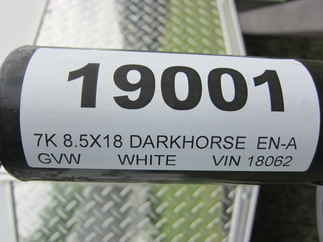 19001
7K 8.5X18 DARKHORSE EN-A
GVW WHITE VIN 18062